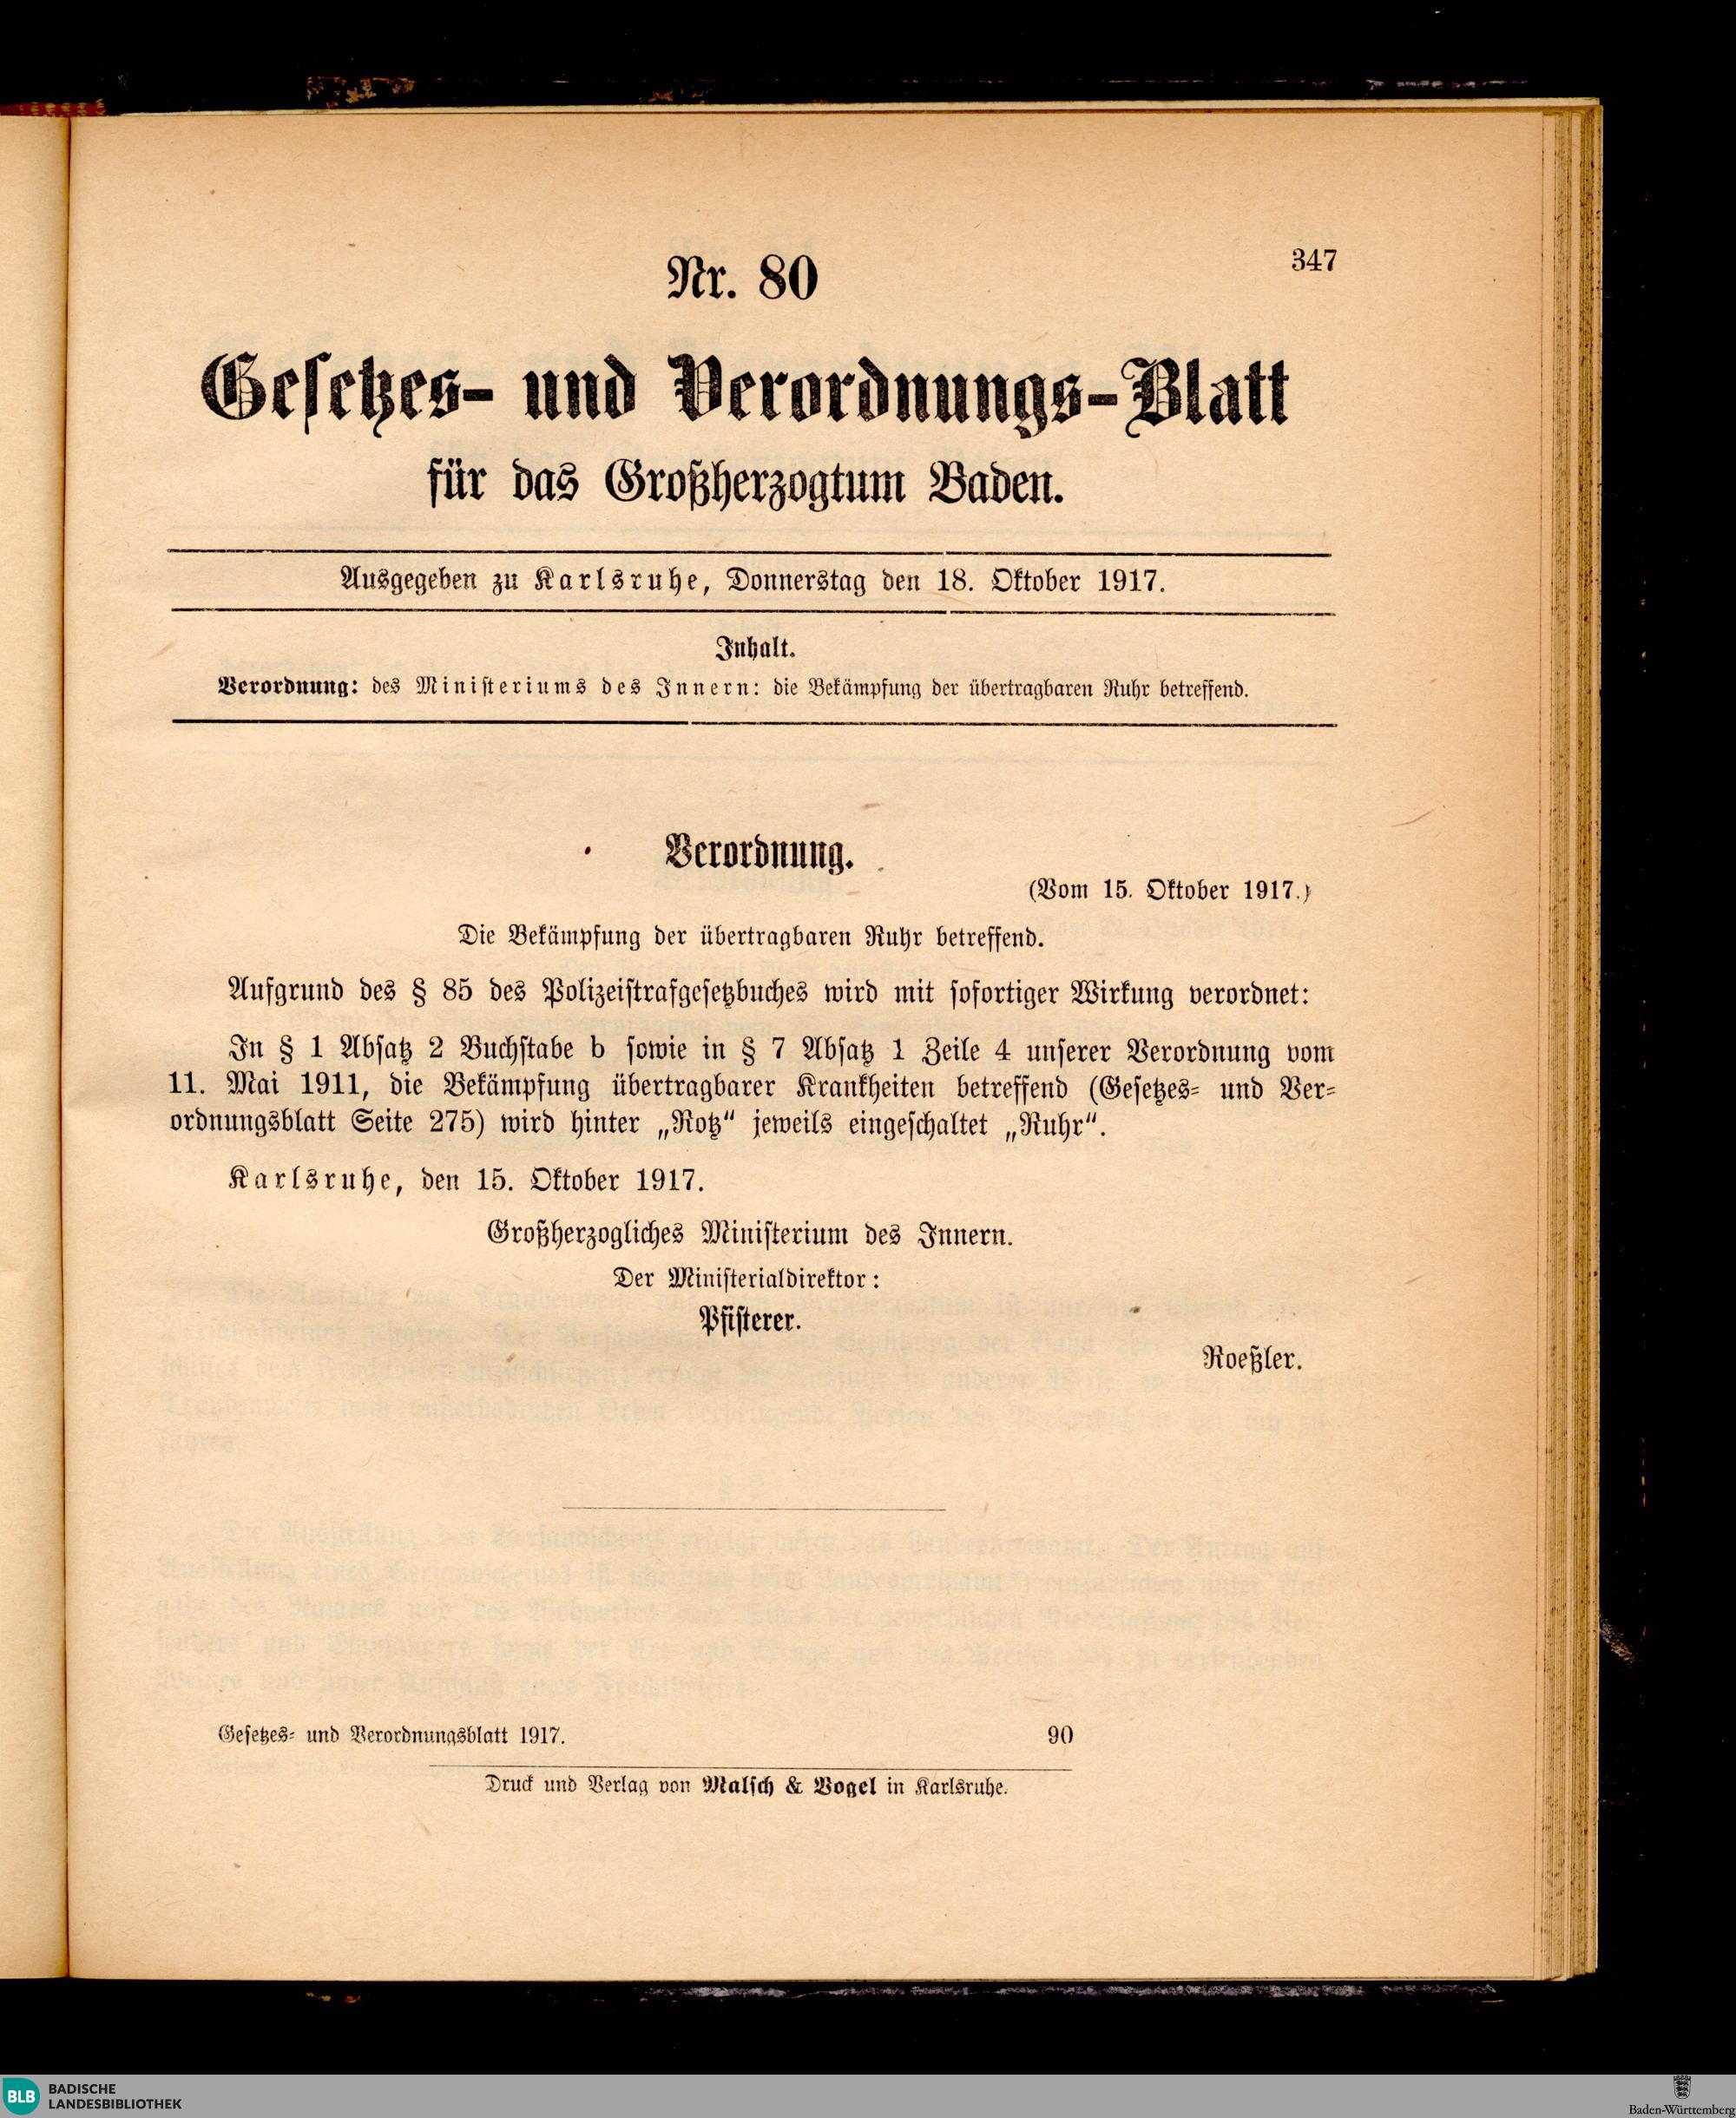 347
Nr. 80
Gesetzes- und Verordnungs-Blatt
für das Großherzogtum Baden.
Ausgegeben zu Karlsruhe, Donnerstag den 18. Oktober 1917.
Inhalt.
Verordnung: des Ministeriums des Innern: die Bekämpfung der übertragbaren Ruhr betreffend.
Verordnung.
(Vom 15. Oktober 1917.)
Die Bekämpfung der übertragbaren Ruhr betreffend.
Aufgrund des § 85 des Polizeistrafgesetzbuches wird mit sofortiger Wirkung verordnet:
In § 1 Absatz 2 Buchstabe b sowie in § 7 Absatz 1 Zeile 4 unserer Verordnung vom
11. Mai 1911, die Bekämpfung übertragbarer Krankheiten betreffend (Gesetzes- und Ver-
ordnungsblatt Seite 275) wird hinter „Rotz“ jeweils eingeschaltet „Ruhr“.
Karlsruhe, den 15. Oktober 1917.
Großherzogliches Ministerium des Innern.
Der Ministerialdirektor:
Pfisterer.
Roeßler.
Gesetzes- und Verordnungsblatt 1917. 90
Druck und Verlag von Malsch & Vogel in Karlsruhe.
BLB BADISCHE
LANDESBIBLIOTHEK
Baden-Württemberg